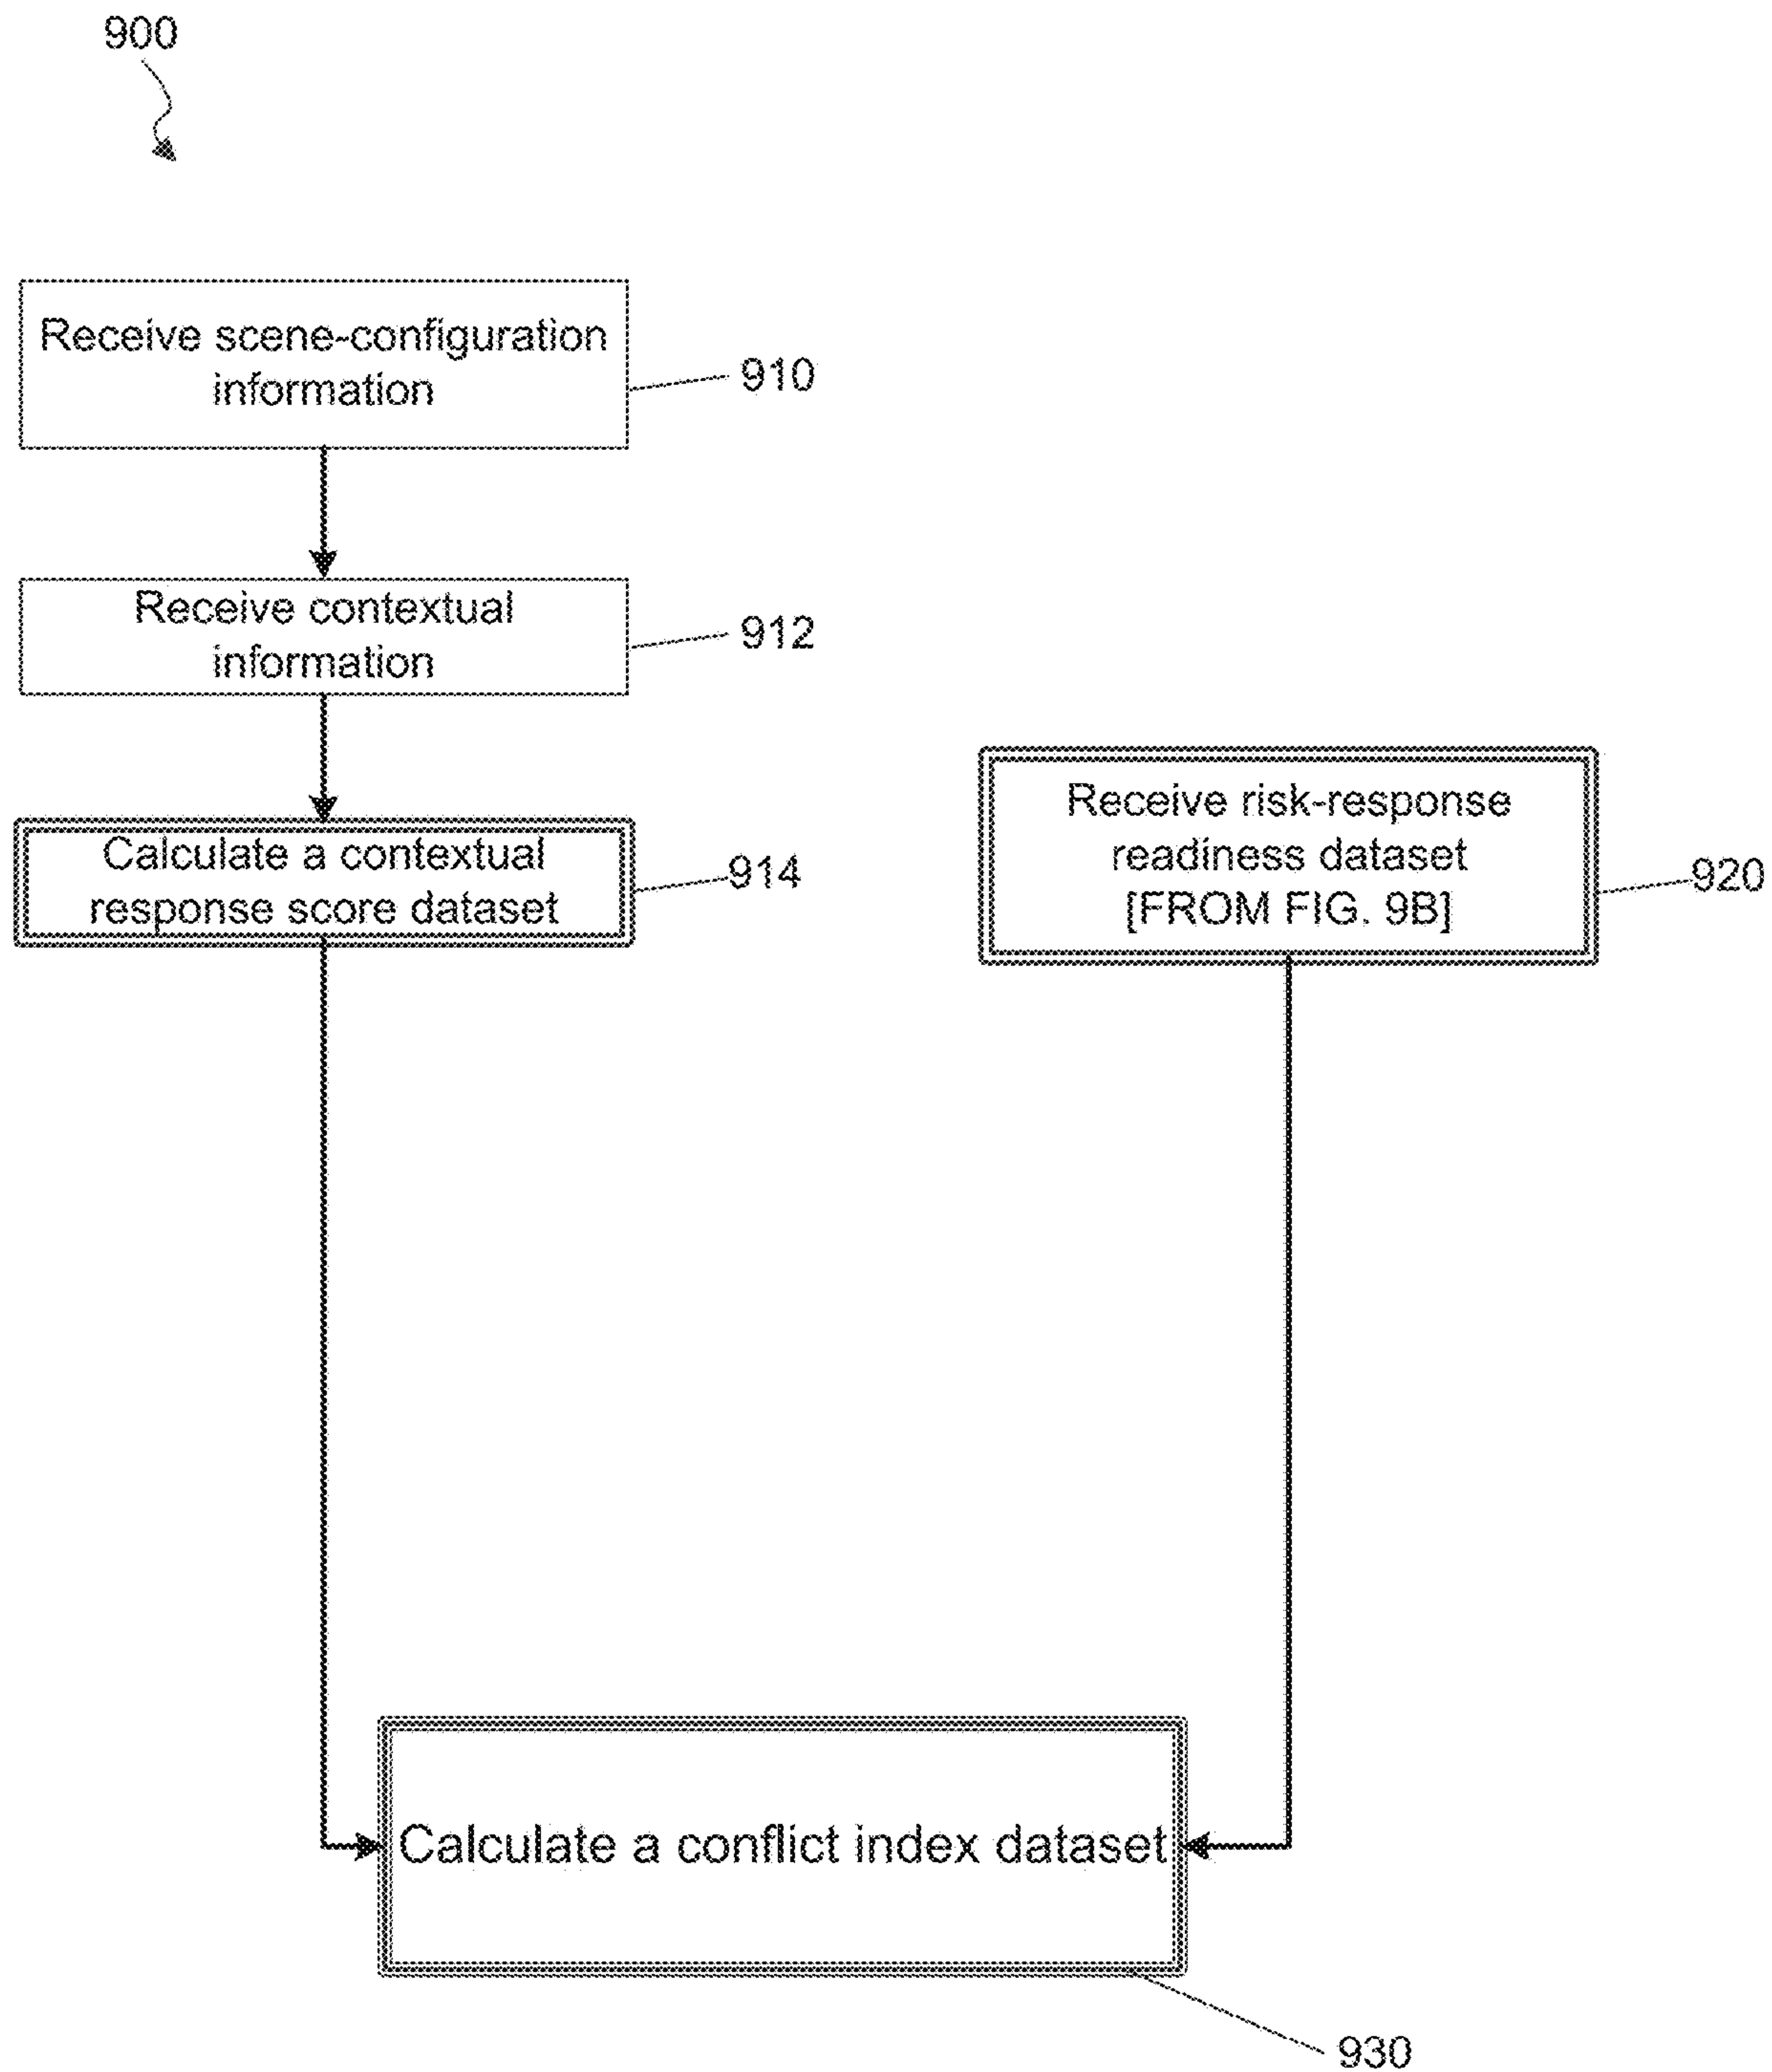 900
Receive scene-configuration
information
910
Receive contextual
information
912
Calculate a contextual
response score dataset
914
Receive risk-response
readiness dataset
[FROM FIG. 9B]
920
Calculate a conflict index dataset
930